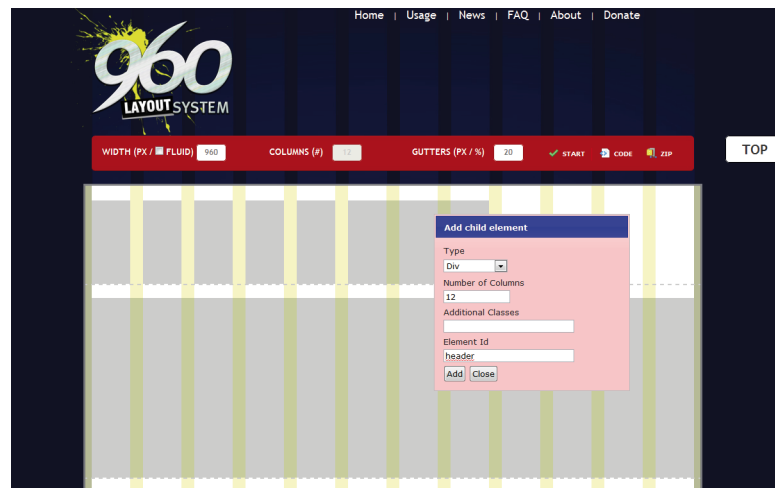 Home | Usage | News | FAQ | About | Donate
960
LAYOUT SYSTEM
WIDTH (PX / FLUID) 960 COLUMNS (#) 12 GUTTERS (PX / %) 20 START CODE ZIP
TOP
Add child element
Type
Div
Number of Columns
12
Additional Classes
Element Id
header
Add Close